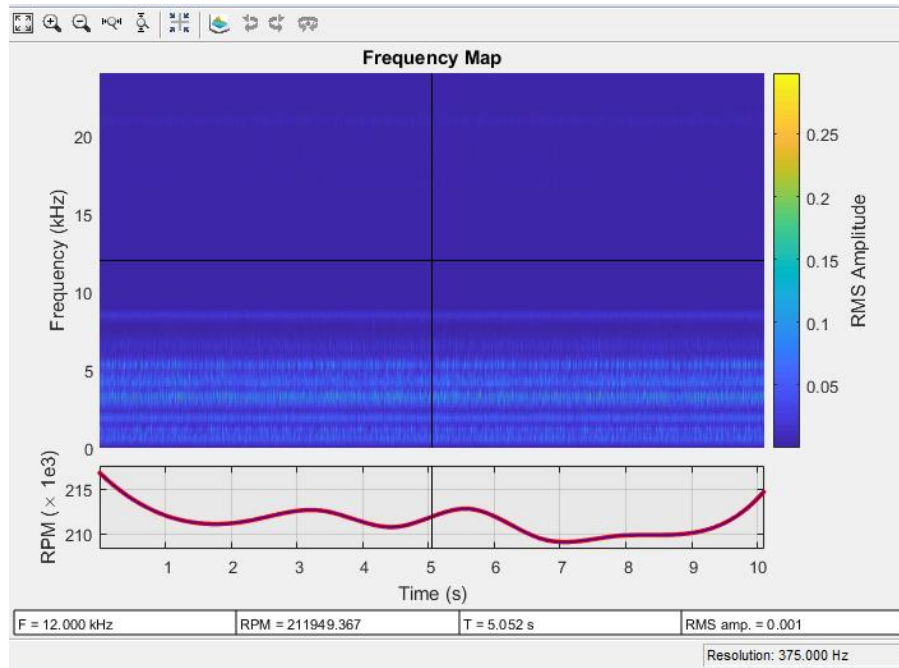 Frequency Map
Frequency (kHz)
20
15
10
5
0
0.25
0.2
0.15
0.1
0.05
RMS Amplitude
RPM ( × 1e3)
215
210
1 2 3 4 5 6 7 8 9 10
Time (s)
F = 12.000 kHz RPM = 211949.367 T = 5.052 s RMS amp. = 0.001
Resolution: 375.000 Hz